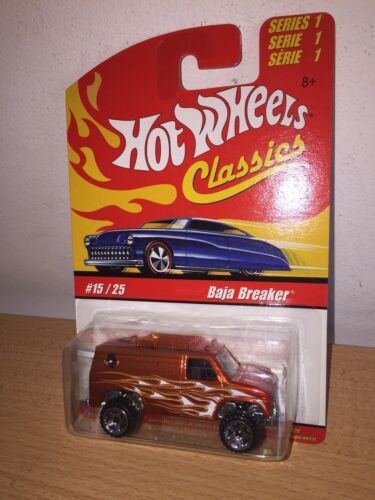 SERIES 1
SERIE 1
SÉRIE 1
8+
HOT WHEELS
Classics
#15 / 25
Baja Breaker